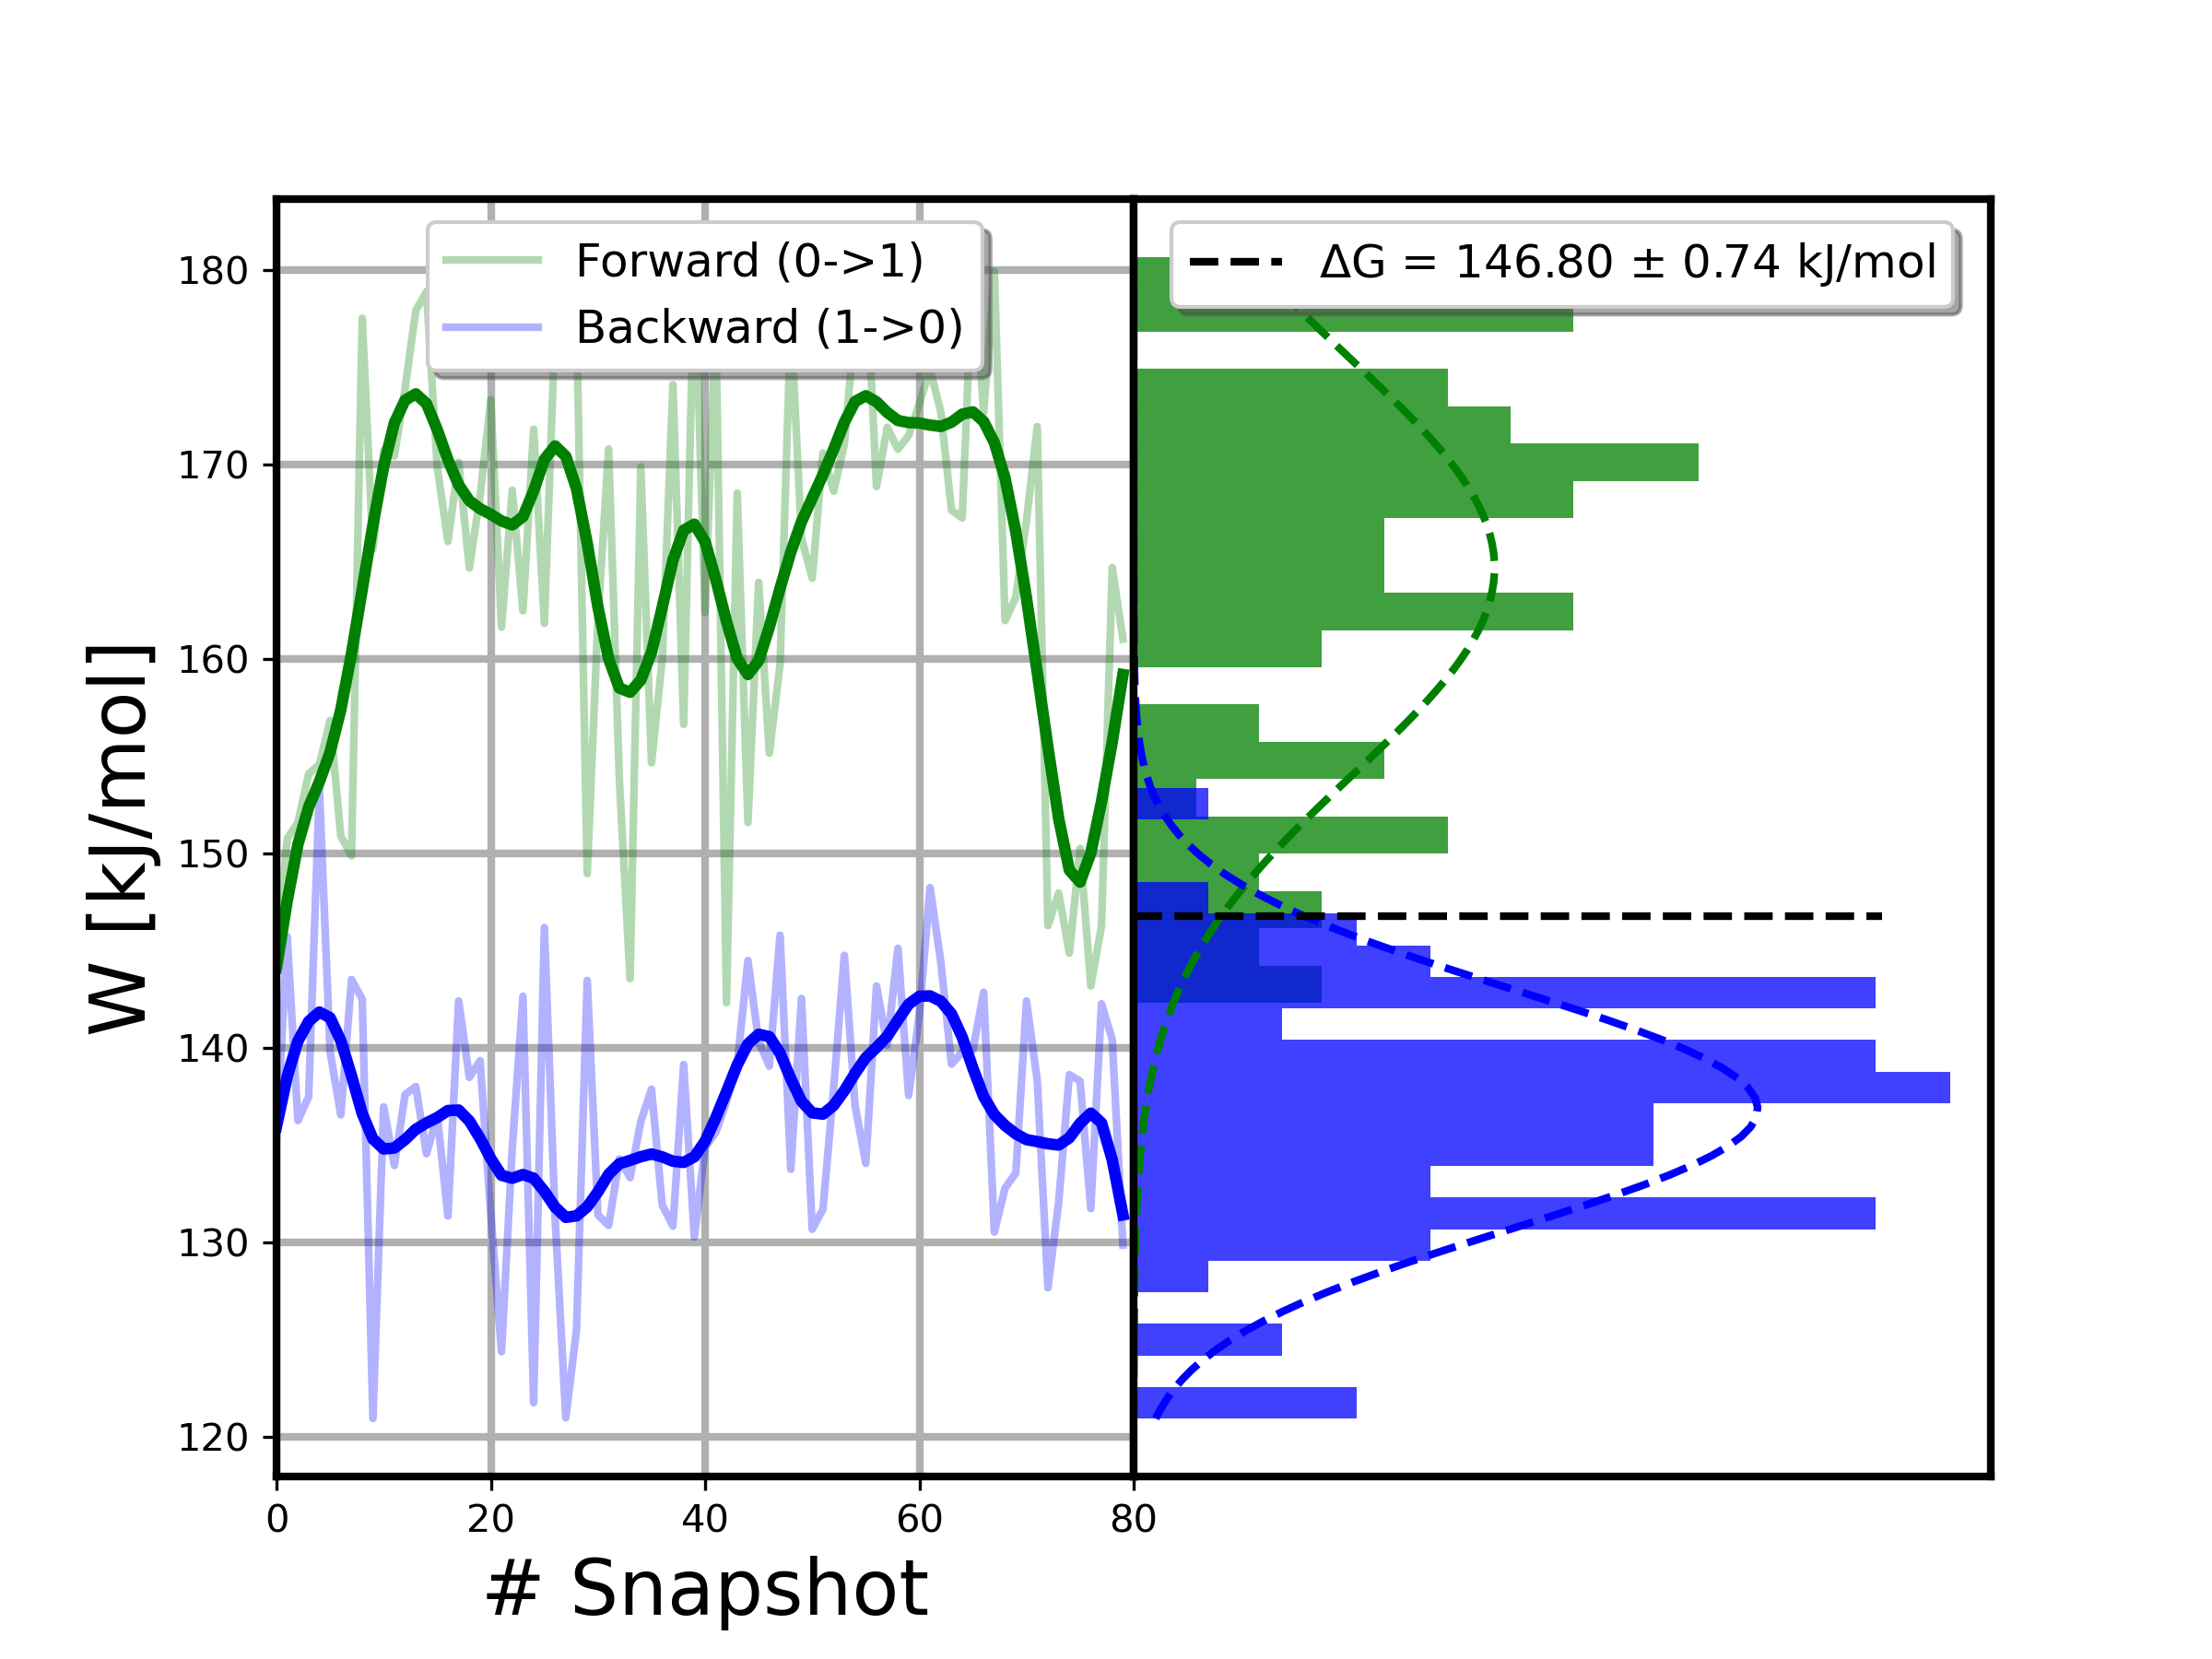 Forward (0->1)
Backward (1->0)
ΔG = 146.80 ± 0.74 kJ/mol
W [kJ/mol]
180
170
160
150
140
130
120
0 20 40 60 80
# Snapshot